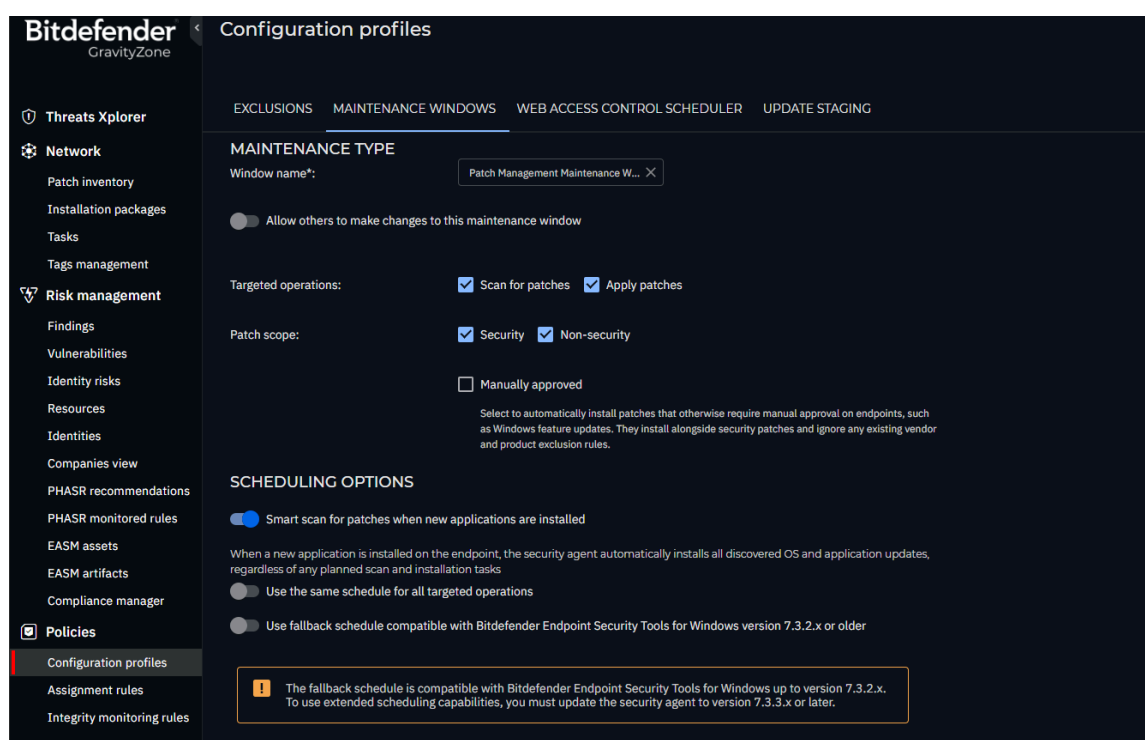 Bitdefender
GravityZone
Threats Xplorer
Network
Patch inventory
Installation packages
Tasks
Tags management
Risk management
Findings
Vulnerabilities
Identity risks
Resources
Identities
Companies view
PHASR recommendations
PHASR monitored rules
EASM assets
EASM artifacts
Compliance manager
Policies
Configuration profiles
Assignment rules
Integrity monitoring rules
Configuration profiles
EXCLUSIONS MAINTENANCE WINDOWS WEB ACCESS CONTROL SCHEDULER UPDATE STAGING
MAINTENANCE TYPE
Window name*: Patch Management Maintenance W...
Allow others to make changes to this maintenance window
Targeted operations: Scan for patches Apply patches
Patch scope: Security Non-security
Manually approved
Select to automatically install patches that otherwise require manual approval on endpoints, such
as Windows feature updates. They install alongside security patches and ignore any existing vendor
and product exclusion rules.
SCHEDULING OPTIONS
Smart scan for patches when new applications are installed
When a new application is installed on the endpoint, the security agent automatically installs all discovered OS and application updates,
regardless of any planned scan and installation tasks
Use the same schedule for all targeted operations
Use fallback schedule compatible with Bitdefender Endpoint Security Tools for Windows version 7.3.2.x or older
The fallback schedule is compatible with Bitdefender Endpoint Security Tools for Windows up to version 7.3.2.x.
To use extended scheduling capabilities, you must update the security agent to version 7.3.3.x or later.